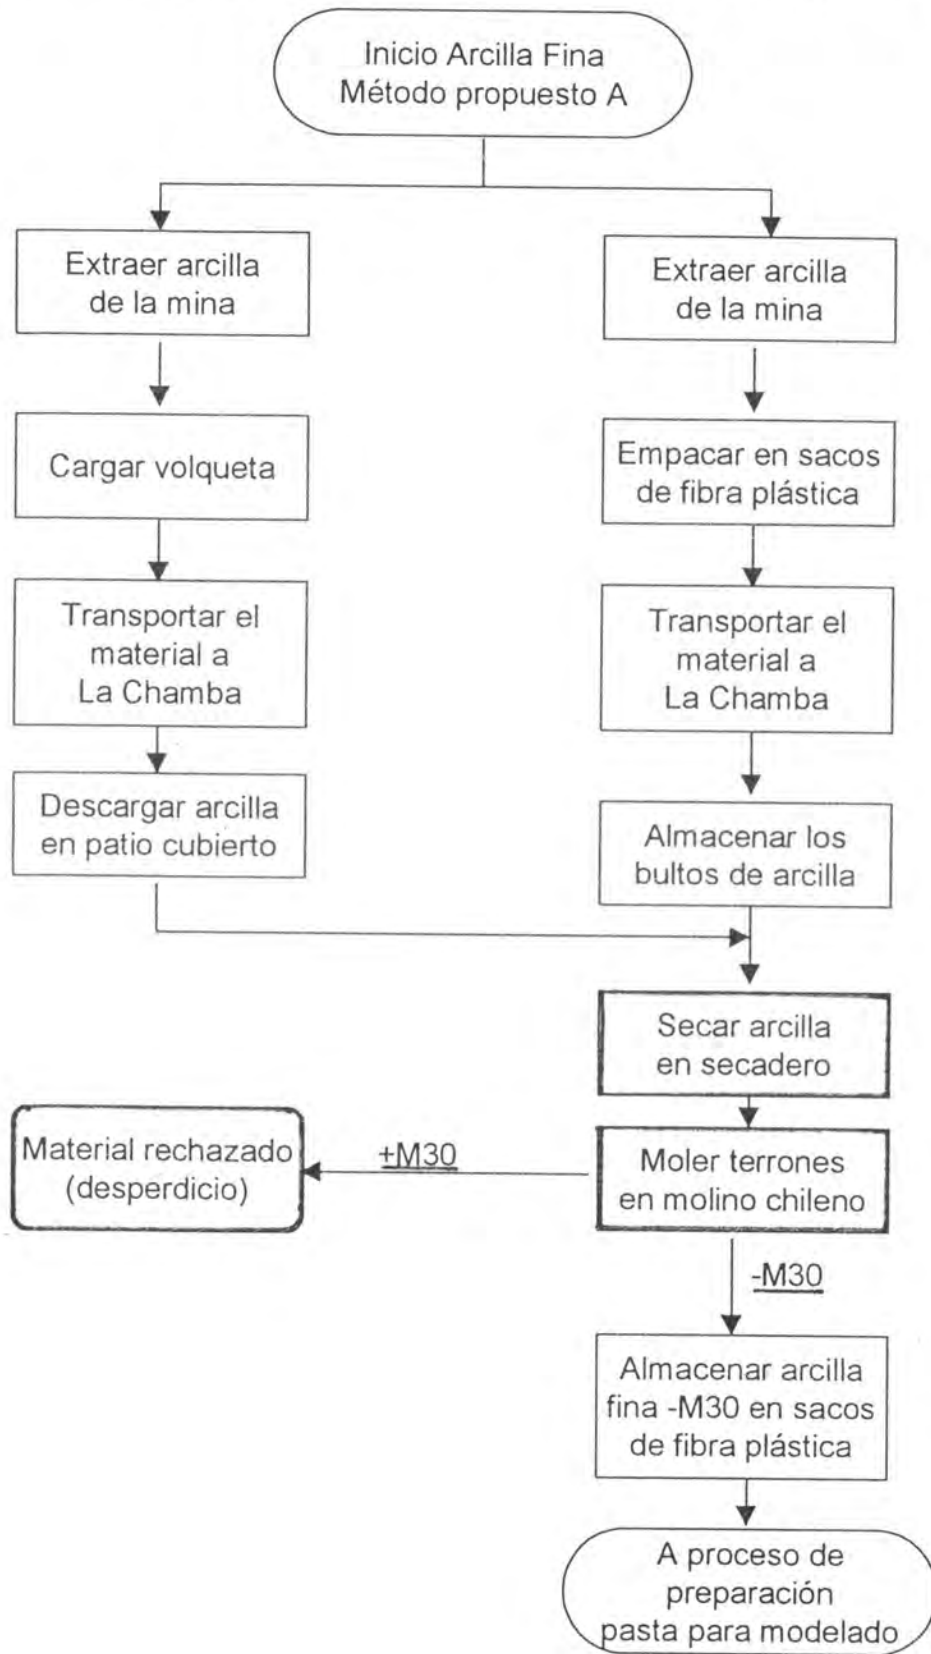 Inicio Arcilla Fina
Método propuesto A
Extraer arcilla
de la mina
Cargar volqueta
Transportar el
material a
La Chamba
Descargar arcilla
en patio cubierto
Extraer arcilla
de la mina
Empacar en sacos
de fibra plástica
Transportar el
material a
La Chamba
Almacenar los
bultos de arcilla
Secar arcilla
en secadero
Moler terrones
en molino chileno
+M30
Material rechazado
(desperdicio)
-M30
Almacenar arcilla
fina -M30 en sacos
de fibra plástica
A proceso de
preparación
pasta para modelado